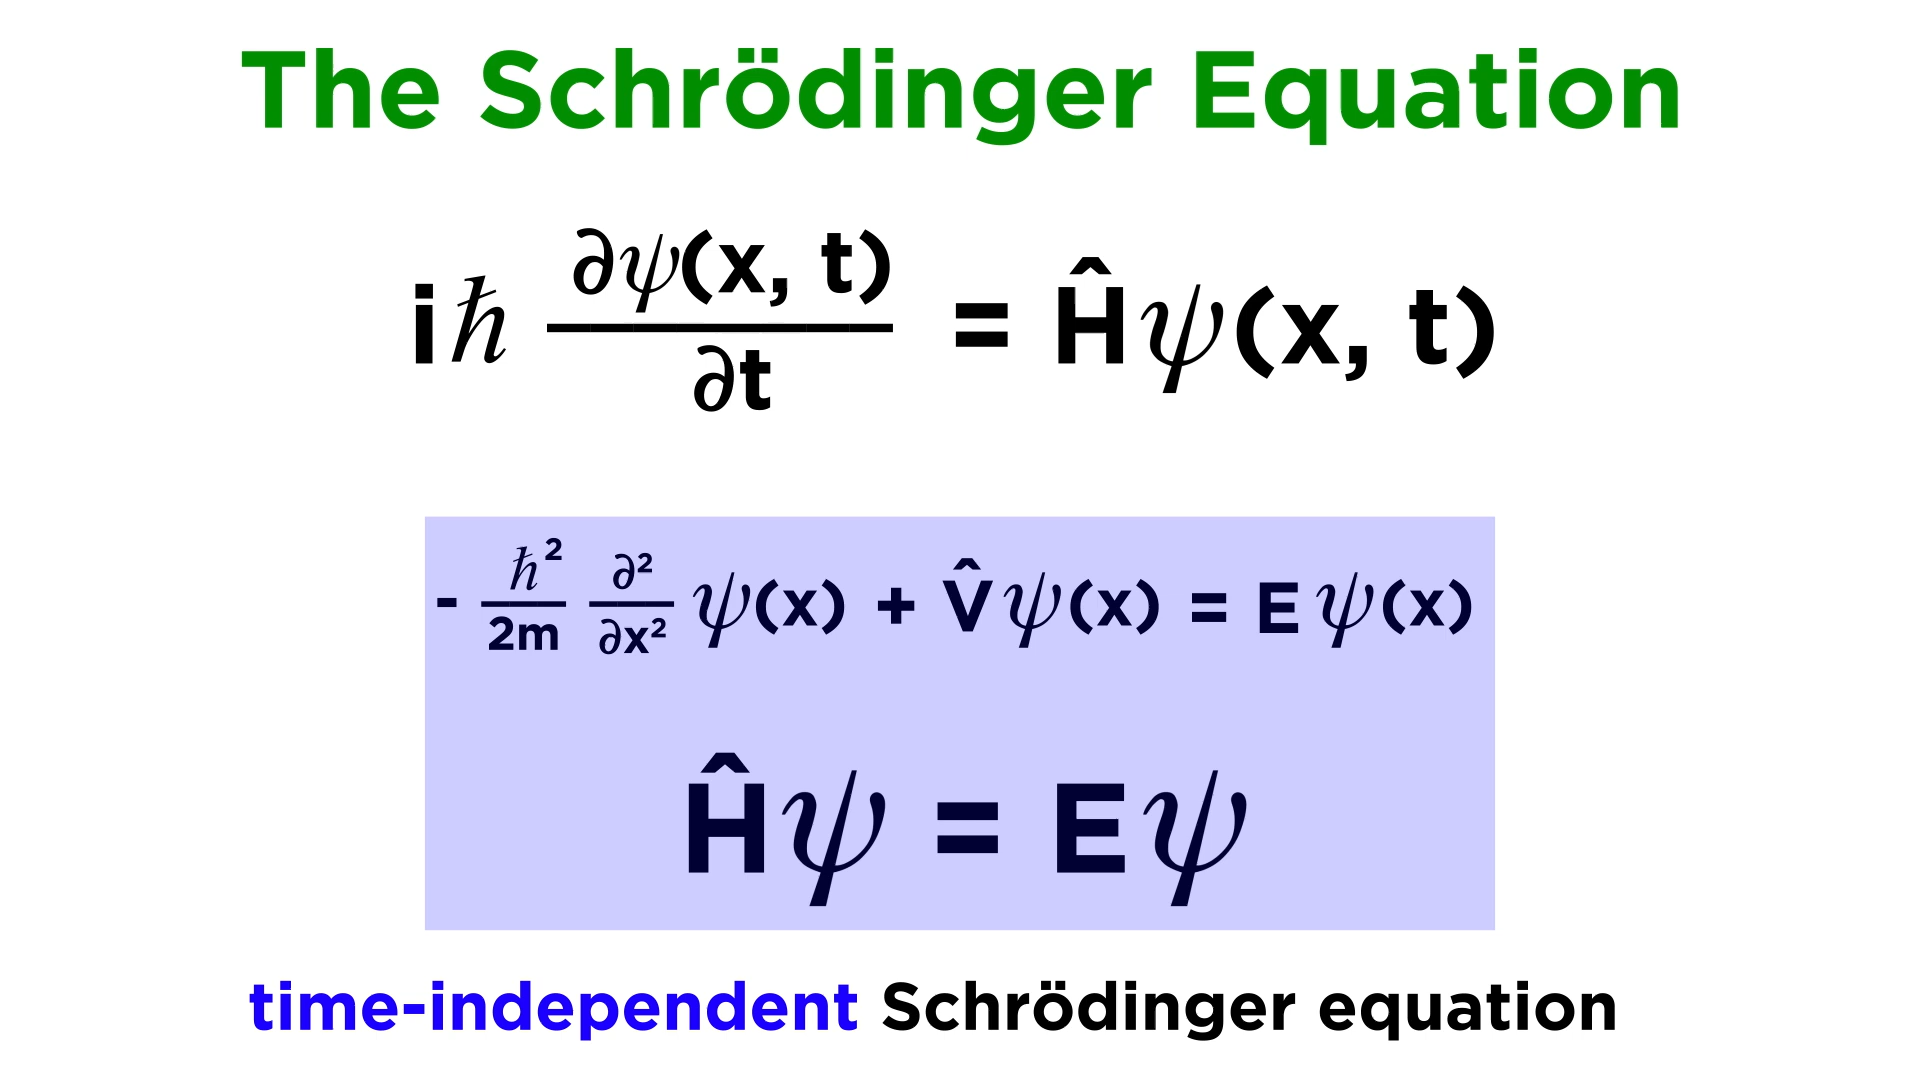 The Schrödinger Equation
iℏ ∂ψ(x, t)/∂t = Ĥψ(x, t)
- ℏ²/2m ∂²/∂x² ψ(x) + V̂ψ(x) = Eψ(x)
Ĥψ = Eψ
time-independent Schrödinger equation